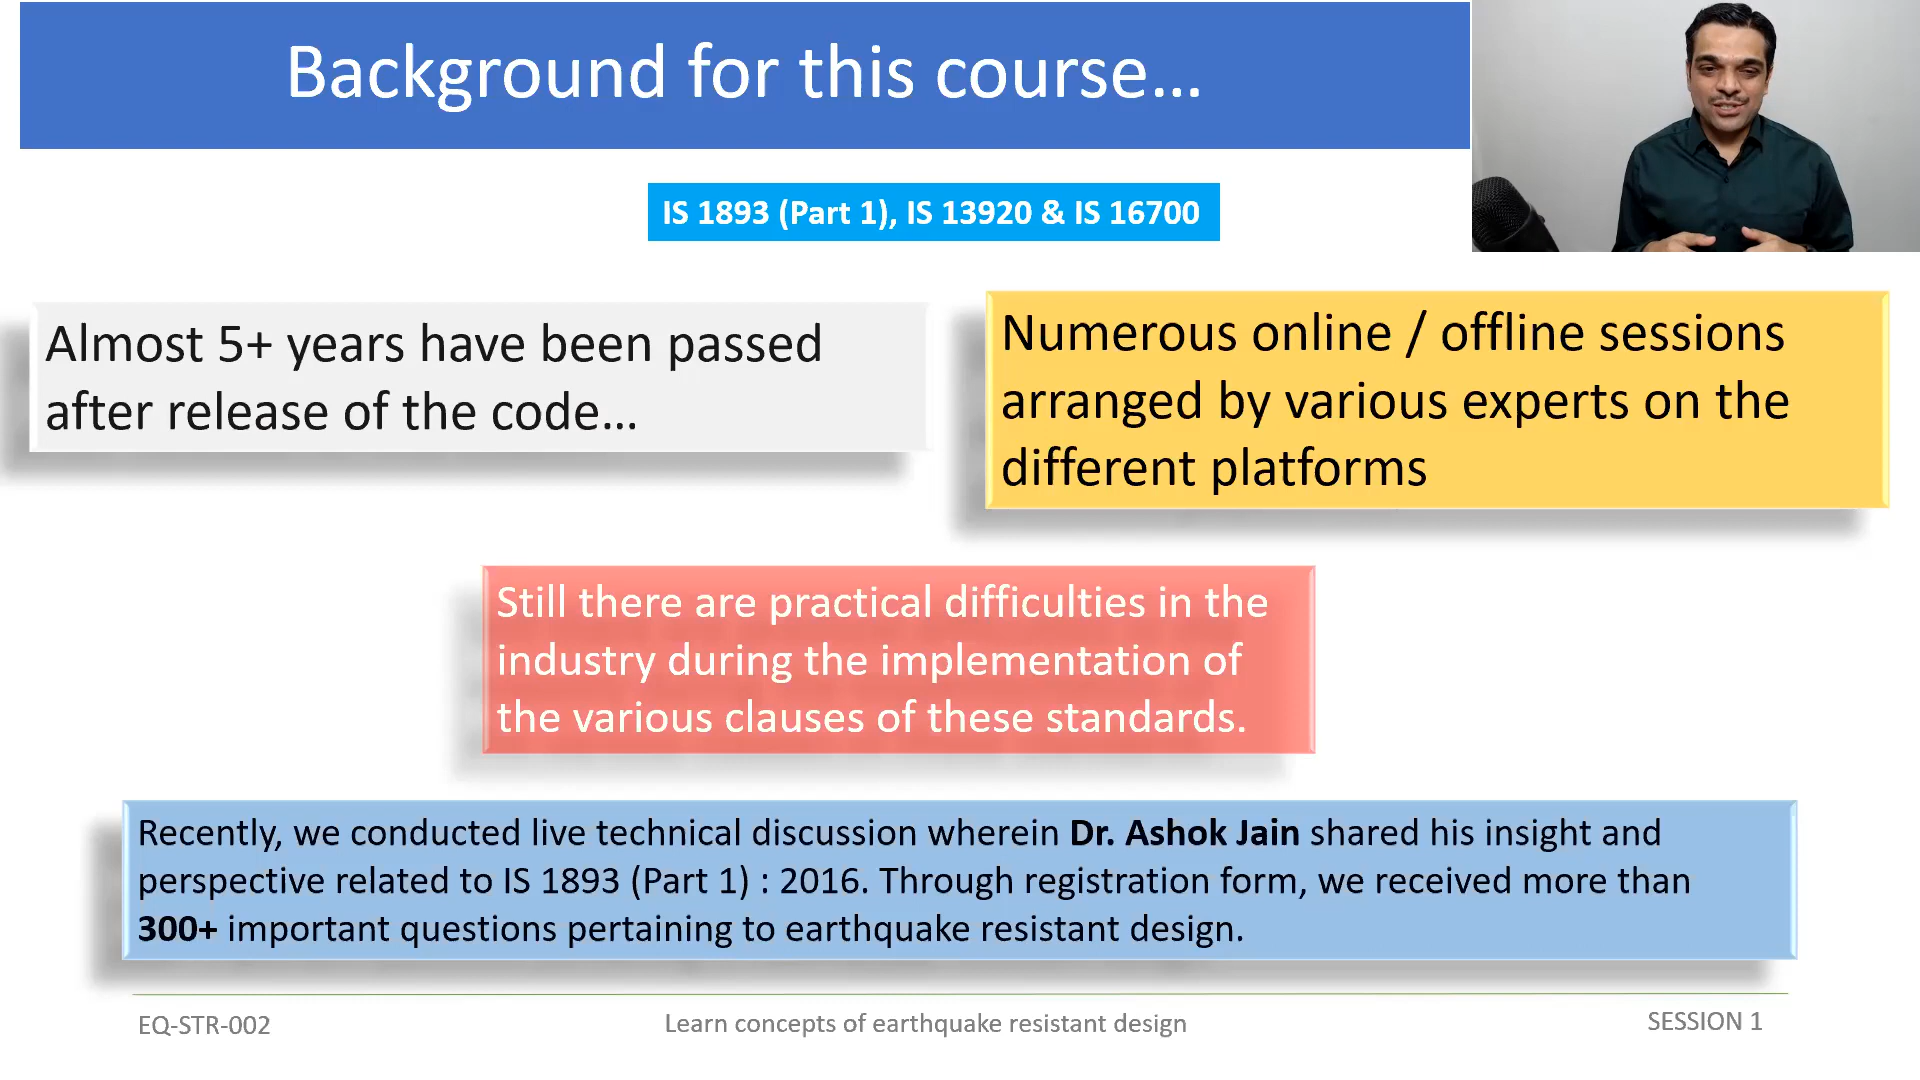 Background for this course...
IS 1893 (Part 1), IS 13920 & IS 16700
Almost 5+ years have been passed
after release of the code...
Numerous online / offline sessions
arranged by various experts on the
different platforms
Still there are practical difficulties in the
industry during the implementation of
the various clauses of these standards.
Recently, we conducted live technical discussion wherein Dr. Ashok Jain shared his insight and
perspective related to IS 1893 (Part 1) : 2016. Through registration form, we received more than
300+ important questions pertaining to earthquake resistant design.
EQ-STR-002
Learn concepts of earthquake resistant design
SESSION 1